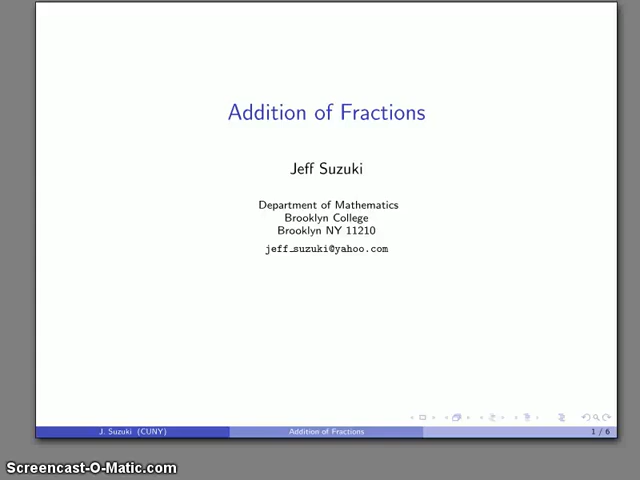 Addition of Fractions
Jeff Suzuki
Department of Mathematics
Brooklyn College
Brooklyn NY 11210
jeff_suzuki@yahoo.com
J. Suzuki (CUNY)
Addition of Fractions
1 / 6
Screencast-O-Matic.com